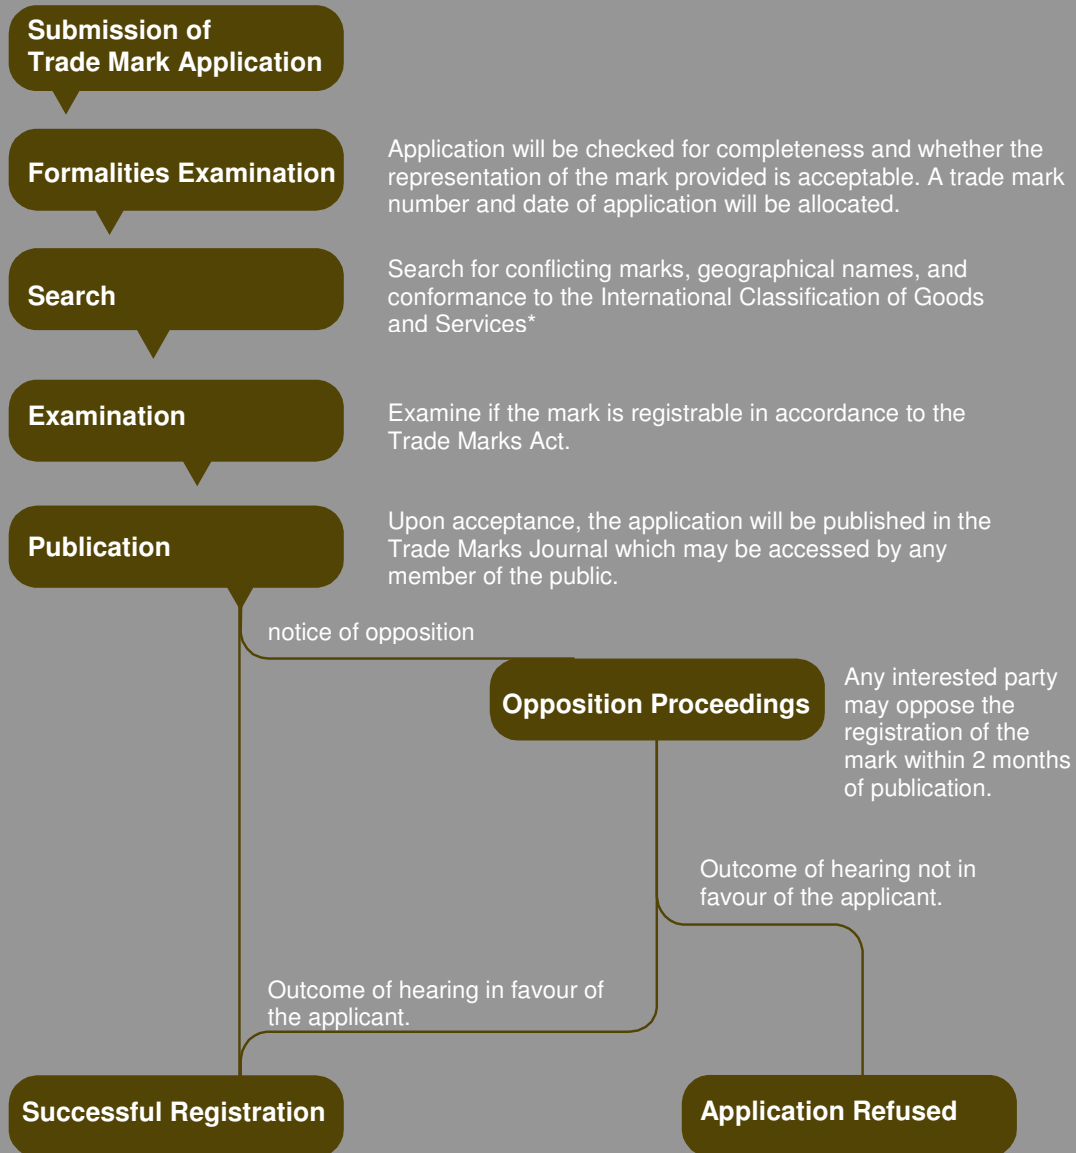 Submission of
Trade Mark Application
Formalities Examination
Application will be checked for completeness and whether the
representation of the mark provided is acceptable. A trade mark
number and date of application will be allocated.
Search
Search for conflicting marks, geographical names, and
conformance to the International Classification of Goods
and Services*
Examination
Examine if the mark is registrable in accordance to the
Trade Marks Act.
Publication
Upon acceptance, the application will be published in the
Trade Marks Journal which may be accessed by any
member of the public.
notice of opposition
Opposition Proceedings
Any interested party
may oppose the
registration of the
mark within 2 months
of publication.
Outcome of hearing not in
favour of the applicant.
Outcome of hearing in favour of
the applicant.
Successful Registration
Application Refused